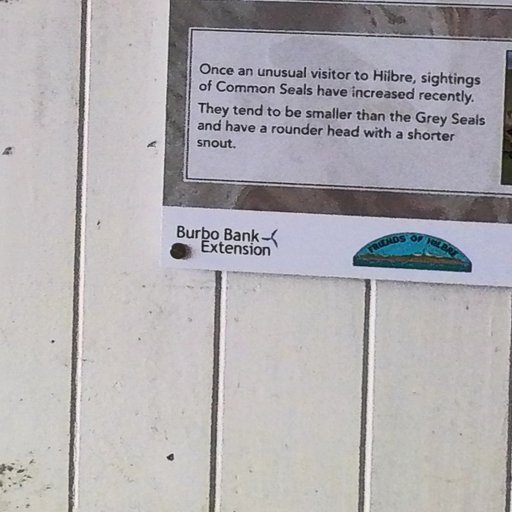 Once an unusual visitor to Hilbre, sightings
of Common Seals have increased recently.
They tend to be smaller than the Grey Seals
and have a rounder head with a shorter
snout.
Burbo Bank
Extension
FRIENDS OF HILBRE